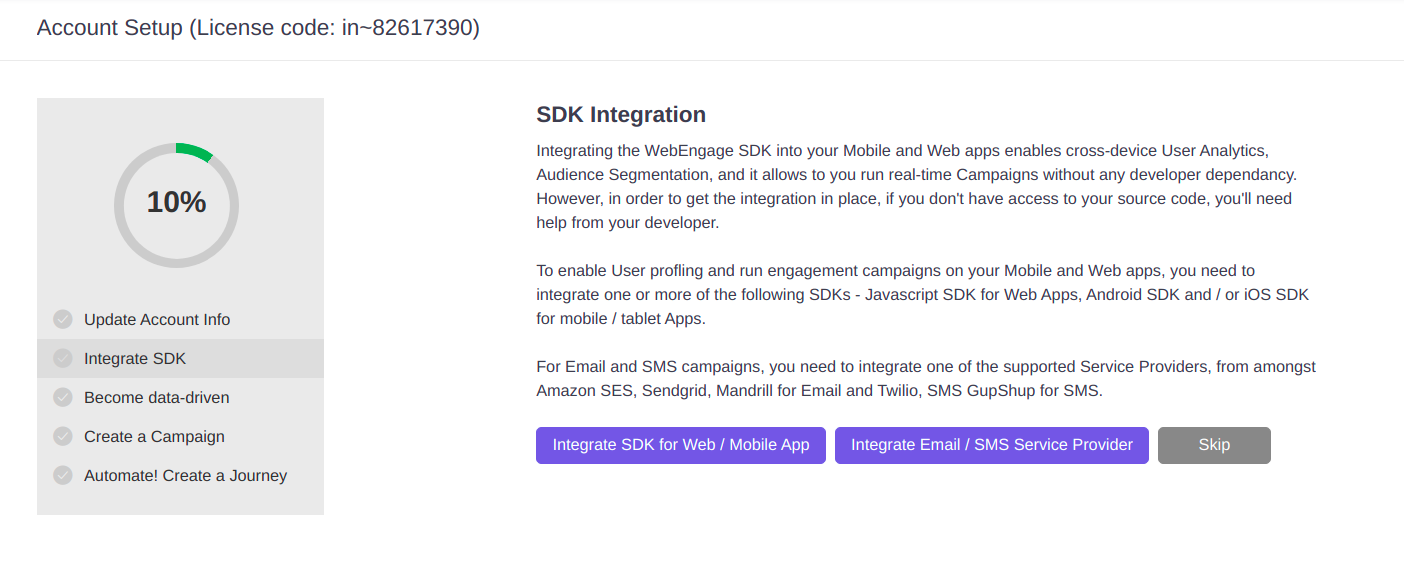 Account Setup (License code: in~82617390)
10%
Update Account Info
Integrate SDK
Become data-driven
Create a Campaign
Automate! Create a Journey
SDK Integration
Integrating the WebEngage SDK into your Mobile and Web apps enables cross-device User Analytics,
Audience Segmentation, and it allows to you run real-time Campaigns without any developer dependancy.
However, in order to get the integration in place, if you don't have access to your source code, you'll need
help from your developer.
To enable User profling and run engagement campaigns on your Mobile and Web apps, you need to
integrate one or more of the following SDKs - Javascript SDK for Web Apps, Android SDK and / or iOS SDK
for mobile / tablet Apps.
For Email and SMS campaigns, you need to integrate one of the supported Service Providers, from amongst
Amazon SES, Sendgrid, Mandrill for Email and Twilio, SMS GupShup for SMS.
Integrate SDK for Web / Mobile App
Integrate Email / SMS Service Provider
Skip